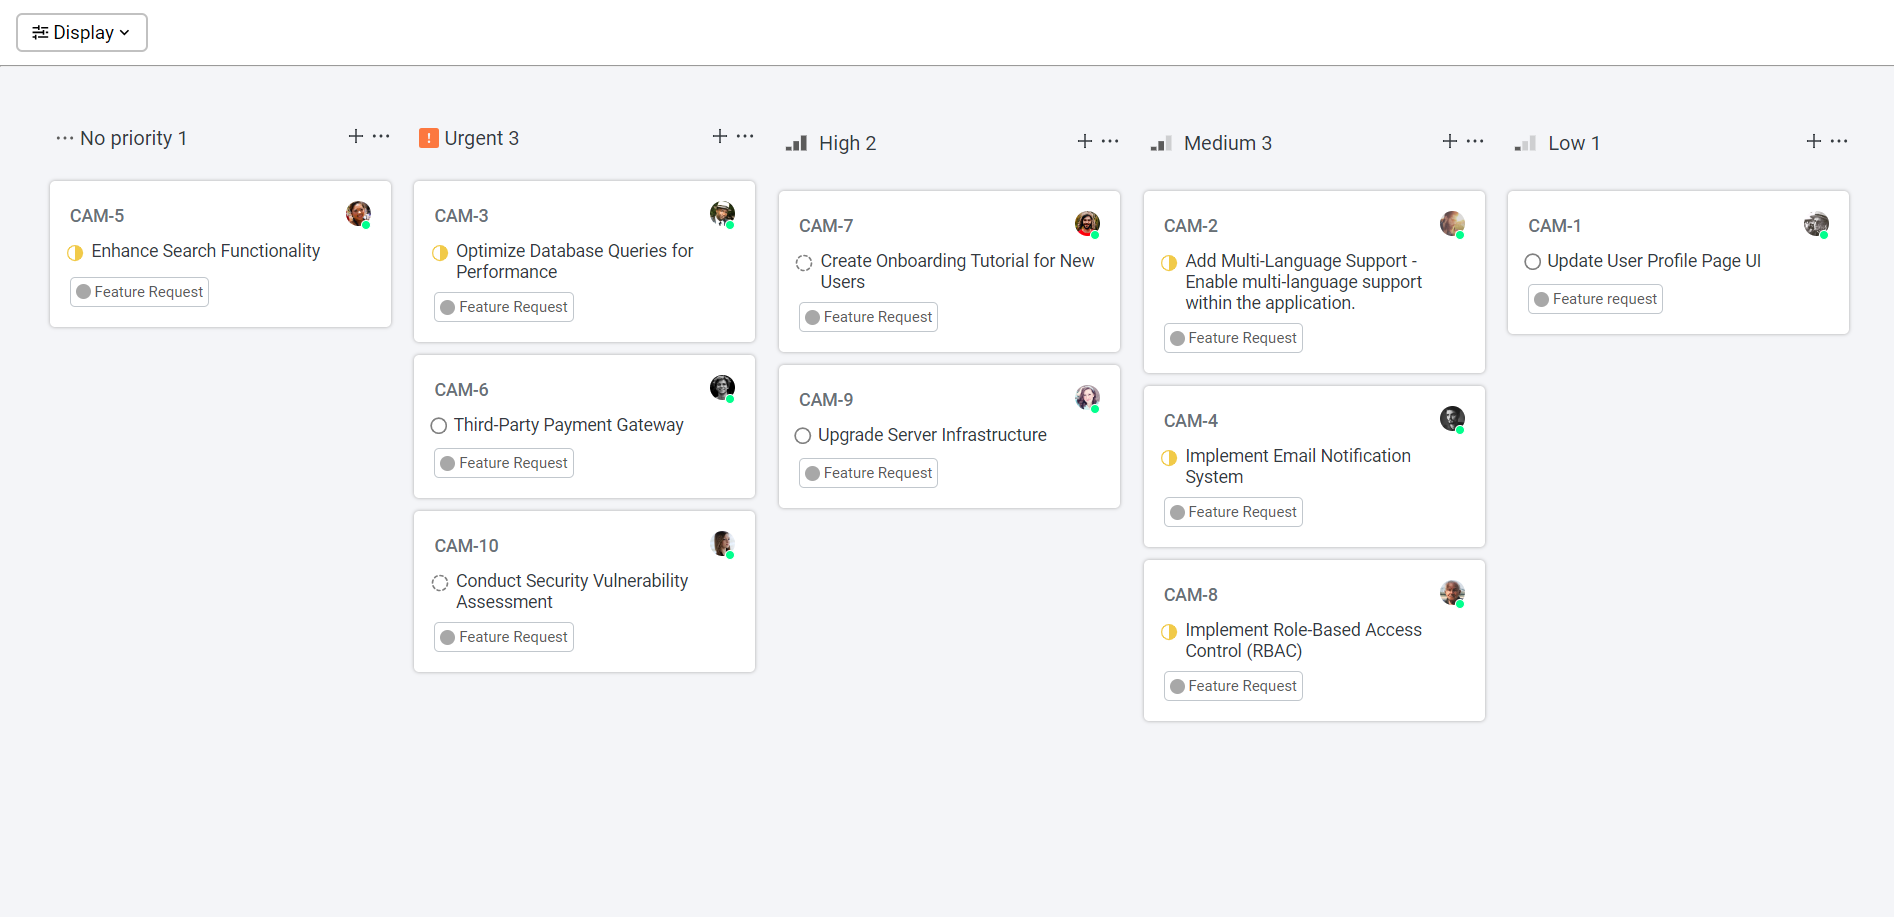 Display
No priority 1
CAM-5
Enhance Search Functionality
Feature Request
Urgent 3
CAM-3
Optimize Database Queries for
Performance
Feature Request
CAM-6
Third-Party Payment Gateway
Feature Request
CAM-10
Conduct Security Vulnerability
Assessment
Feature Request
High 2
CAM-7
Create Onboarding Tutorial for New
Users
Feature Request
CAM-9
Upgrade Server Infrastructure
Feature Request
Medium 3
CAM-2
Add Multi-Language Support -
Enable multi-language support
within the application.
Feature Request
CAM-4
Implement Email Notification
System
Feature Request
CAM-8
Implement Role-Based Access
Control (RBAC)
Feature Request
Low 1
CAM-1
Update User Profile Page UI
Feature request